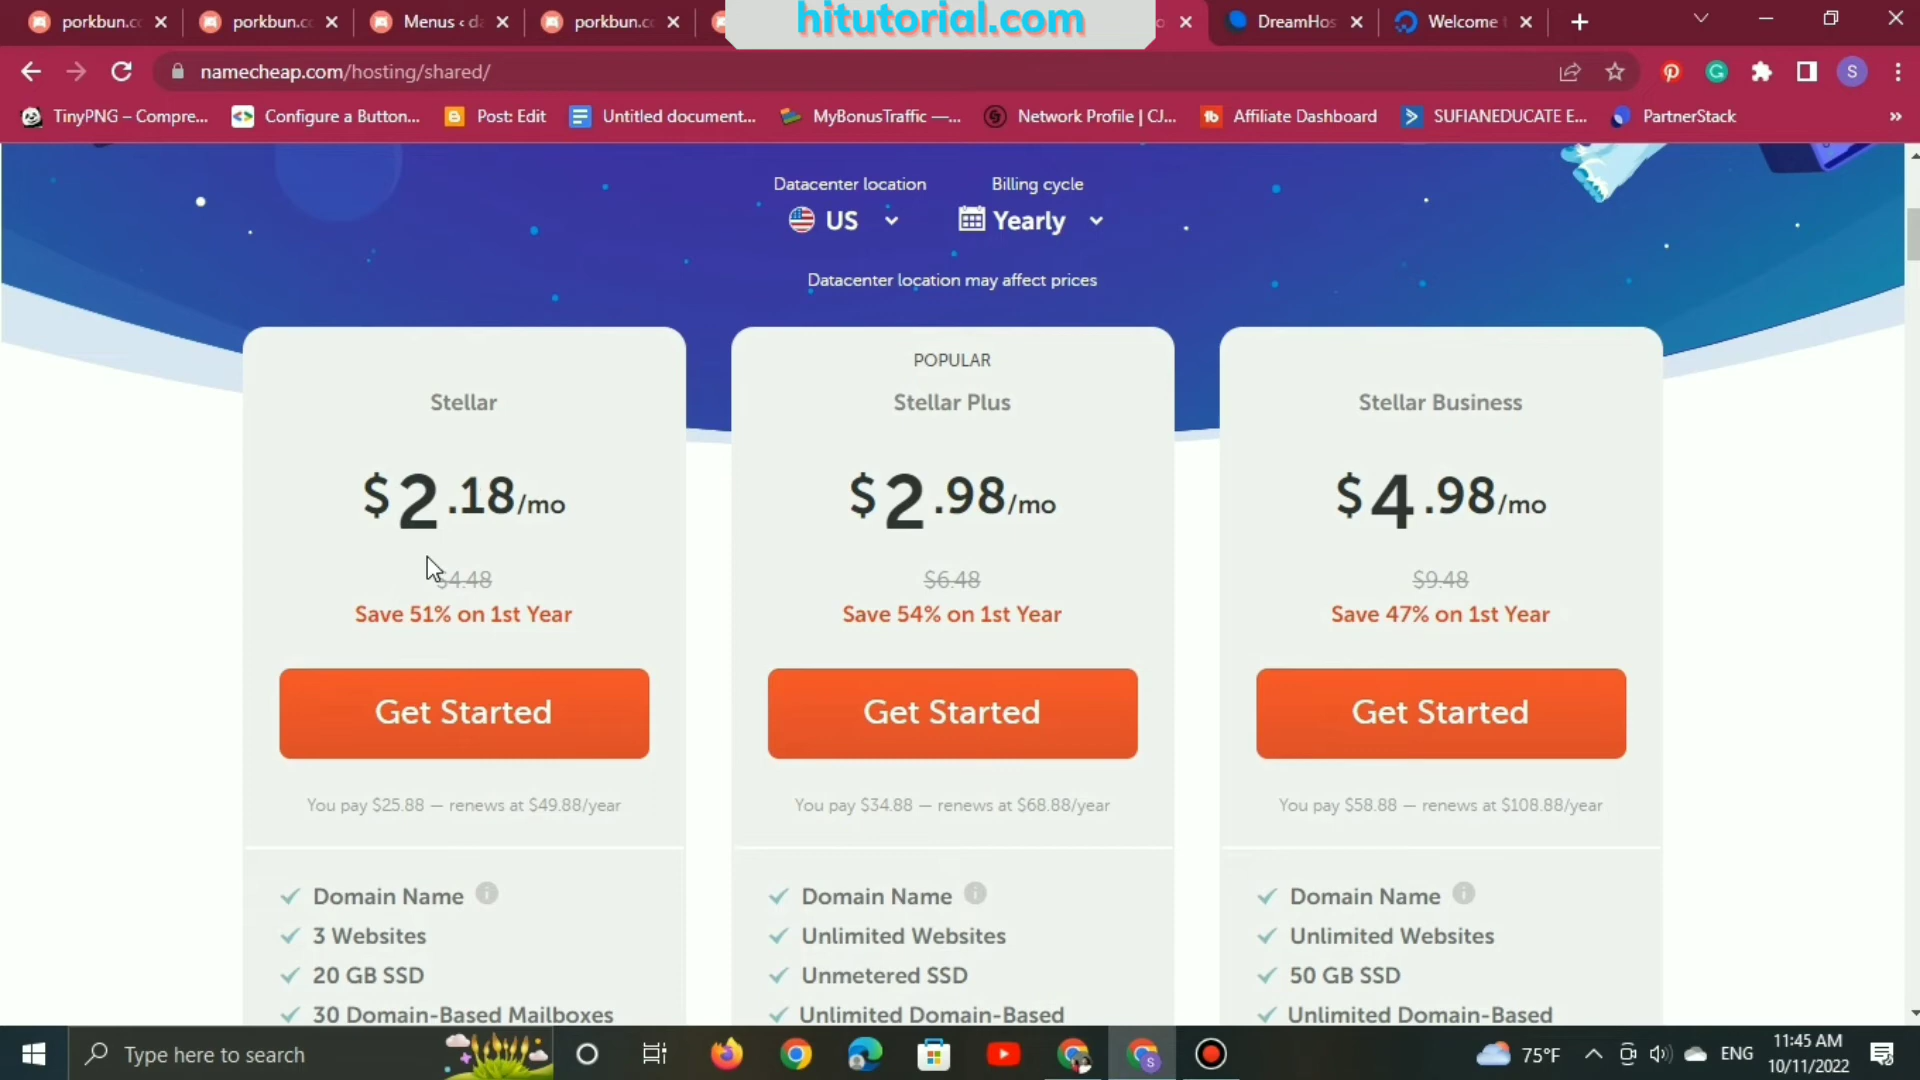 porkbun.cc
porkbun.cc
Menus ‹ da
porkbun.cc
hitutorial.com
DreamHos
Welcome
namecheap.com/hosting/shared/
S
TinyPNG – Compre...
Configure a Button...
Post: Edit
Untitled document...
MyBonusTraffic —...
Network Profile | CJ...
Affiliate Dashboard
SUFIANEDUCATE E...
PartnerStack
»
Datacenter location
Billing cycle
US
Yearly
Datacenter location may affect prices
Stellar
$2.18/mo
$4.48
Save 51% on 1st Year
Get Started
You pay $25.88 — renews at $49.88/year
Domain Name
3 Websites
20 GB SSD
30 Domain-Based Mailboxes
POPULAR
Stellar Plus
$2.98/mo
$6.48
Save 54% on 1st Year
Get Started
You pay $34.88 — renews at $68.88/year
Domain Name
Unlimited Websites
Unmetered SSD
Unlimited Domain-Based
Stellar Business
$4.98/mo
$9.48
Save 47% on 1st Year
Get Started
You pay $58.88 — renews at $108.88/year
Domain Name
Unlimited Websites
50 GB SSD
Unlimited Domain-Based
Type here to search
75°F
ENG
11:45 AM
10/11/2022